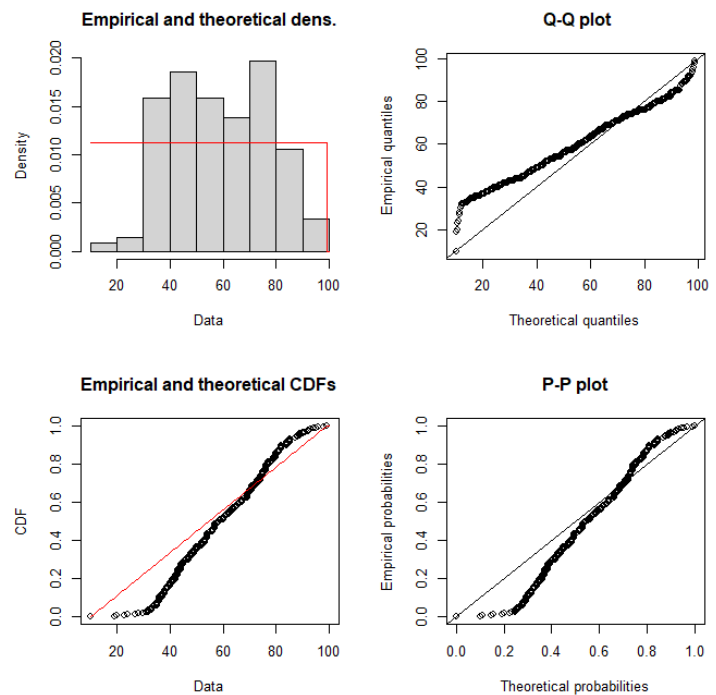 Empirical and theoretical dens.
Density
0.000 0.005 0.010 0.015 0.020
20 40 60 80 100
Data
Q-Q plot
Empirical quantiles
20 40 60 80 100
20 40 60 80 100
Theoretical quantiles
Empirical and theoretical CDFs
CDF
0.0 0.2 0.4 0.6 0.8 1.0
20 40 60 80 100
Data
P-P plot
Empirical probabilities
0.0 0.2 0.4 0.6 0.8 1.0
0.0 0.2 0.4 0.6 0.8 1.0
Theoretical probabilities